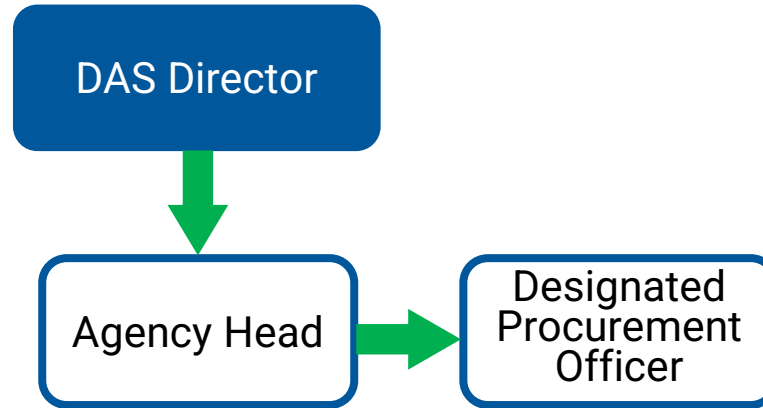 DAS Director
Agency Head
Designated
Procurement
Officer